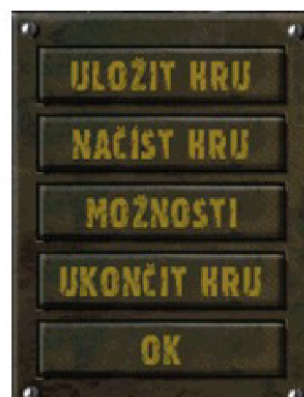 ULOŽIT HRU
NAČÍST HRU
MOŽNOSTI
UKONČIT HRU
OK